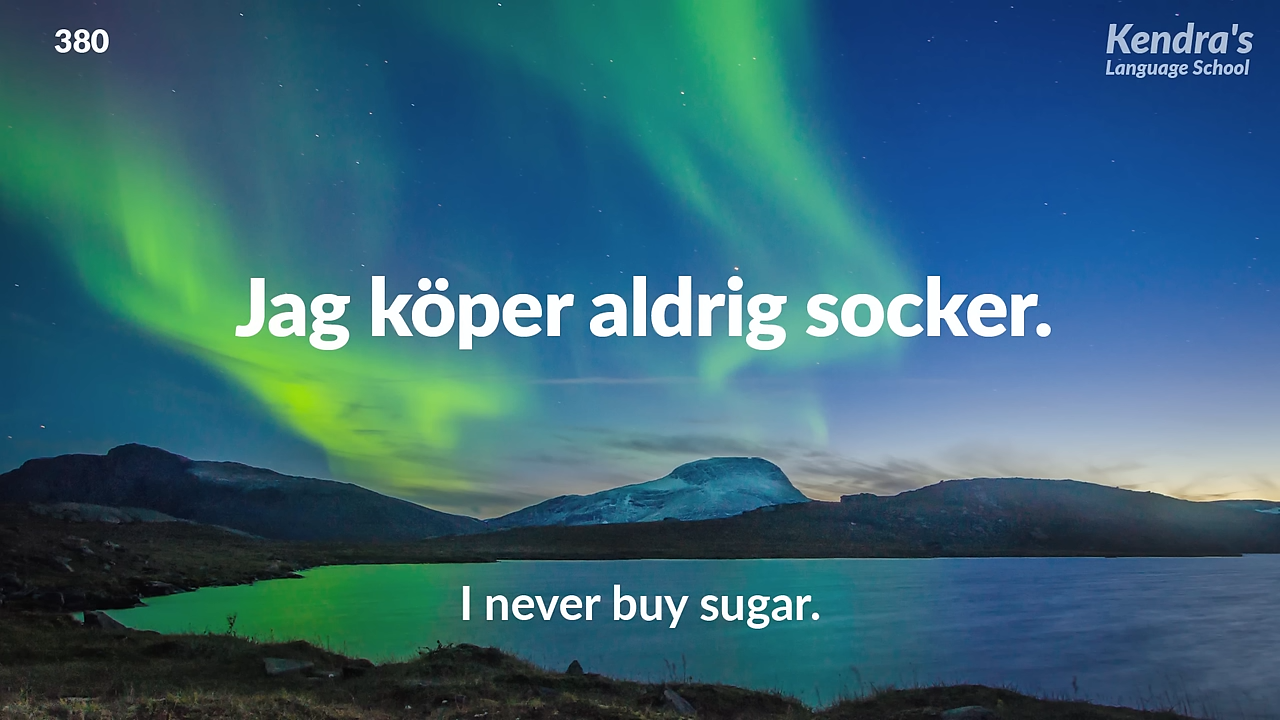 380
Kendra's
Language School
Jag köper aldrig socker.
I never buy sugar.